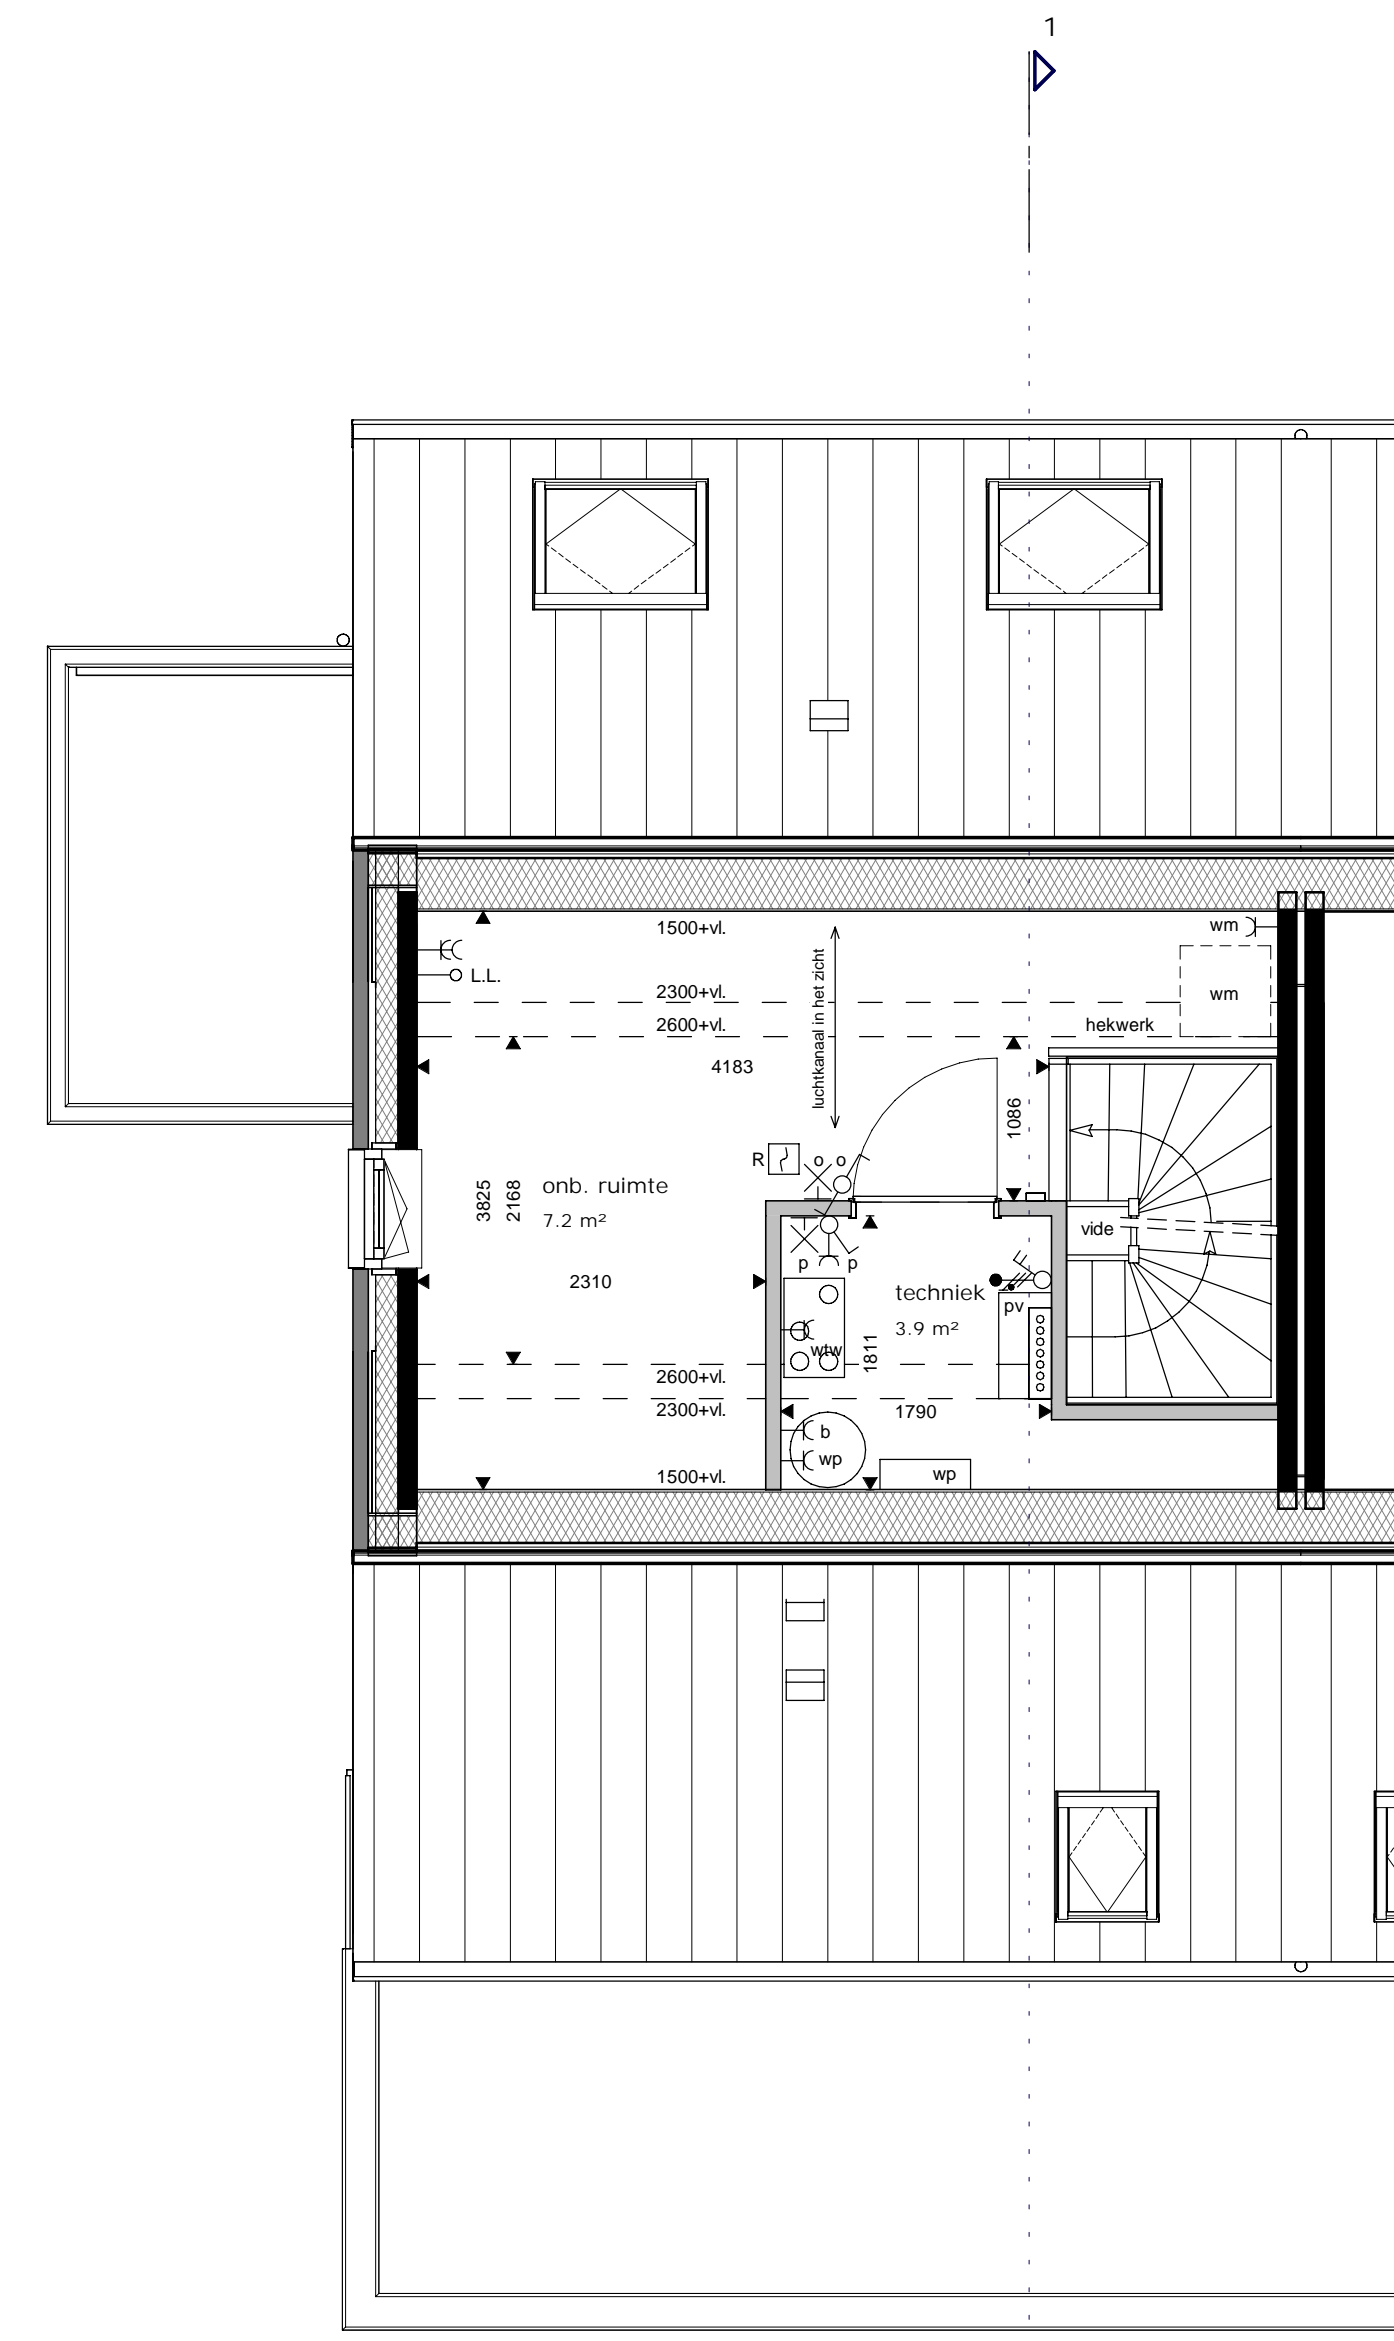 1
1500+vl.
wm
L.L.
luchtkanaal in het zicht
2300+vl.
wm
2600+vl.
hekwerk
4183
1086
R
o o
3825
2168
onb. ruimte
7.2 m²
vide
p p
2310
techniek
3.9 m²
pv
wtw
1811
2600+vl.
2300+vl.
1790
b
wp
1500+vl.
wp